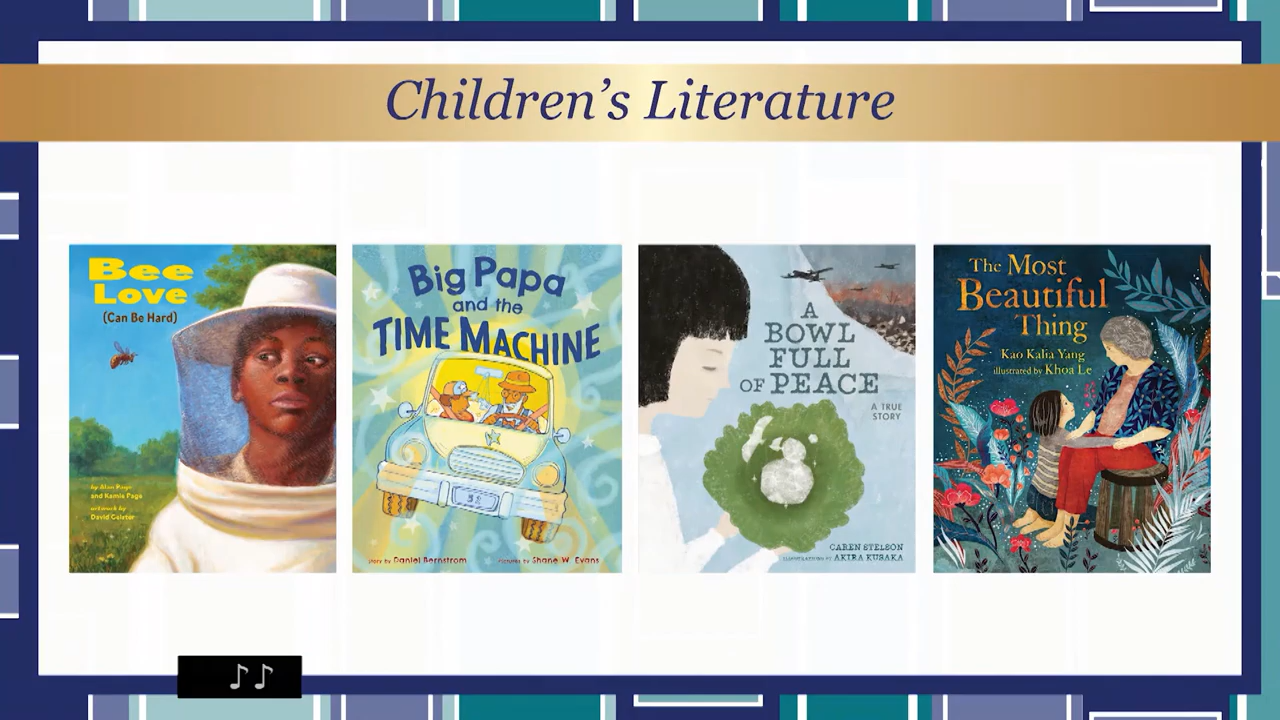 Children's Literature
Bee
Love
(Can Be Hard)
by Alan Page
and Kamie Page
artwork by
David Geister
Big Papa
and the
TIME MACHINE
story by Daniel Bernstrom
pictures by Shane W. Evans
A
BOWL
FULL
OF PEACE
A TRUE
STORY
CAREN STELSON
ILLUSTRATIONS BY AKIRA KUSAKA
The Most
Beautiful
Thing
Kao Kalia Yang
illustrated by Khoa Le
♪♪